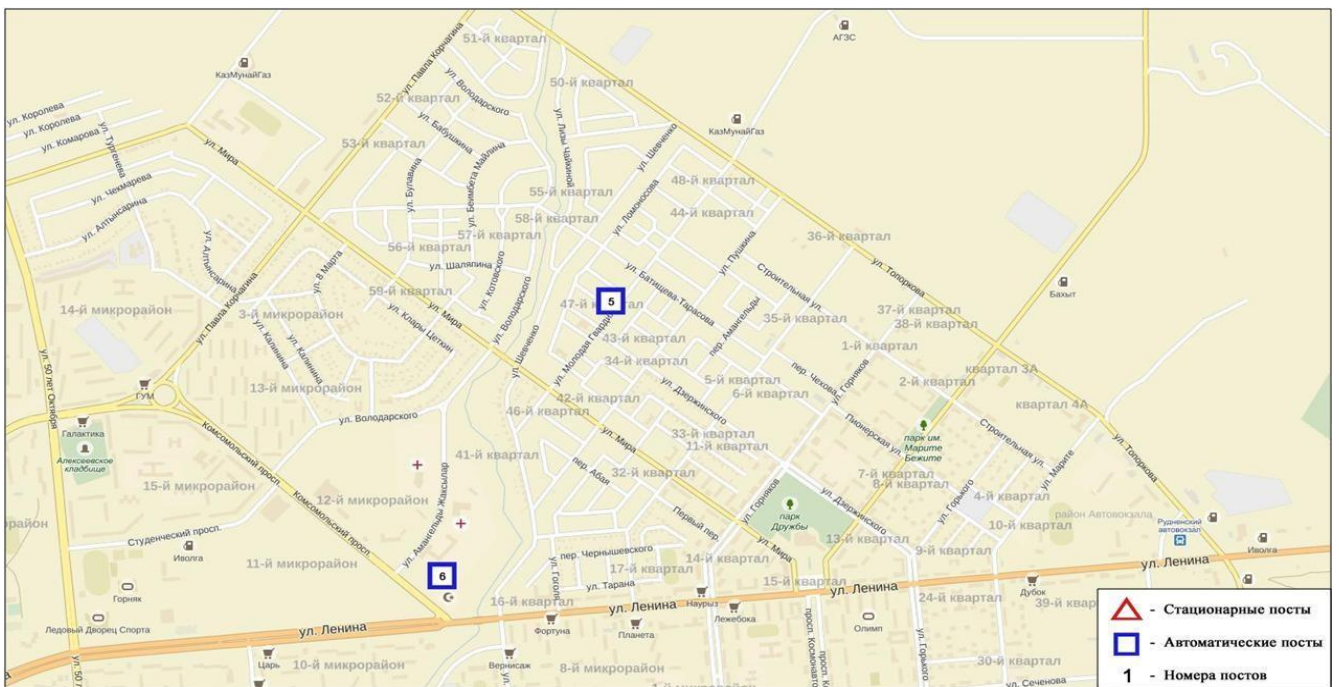 51-й квартал
АГЗС
КазМунайГаз
ул. Павла Корчагина
ул. Володарского
50-й квартал
52-й квартал
ул. Королева
ул. Королева
ул. Комарова
ул. Тургенева
ул. Бабушкина
ул. Лизы Чайкиной
КазМунайГаз
ул. Шевченко
ул. Мира
53-й квартал
ул. Беимбета Майлина
ул. Булавина
ул. Чекмарева
ул. Алтынсарина
55-й квартал
48-й квартал
ул. Ломоносова
44-й квартал
58-й квартал
57-й квартал
56-й квартал
36-й квартал
ул. Пушкина
ул. Алтынсарина
ул. 8 Марта
ул. Шаляпина
ул. Котовского
ул. Батищева-Тарасова
Строительная ул.
ул. Топоркова
Бахыт
59-й квартал
14-й микрорайон
3-й микрорайон
ул. Павла Корчагина
ул. Мира
ул. Клары Цеткин
ул. Володарского
47-й квартал
5
37-й квартал
38-й квартал
35-й квартал
пер. Амангельды
43-й квартал
1-й квартал
34-й квартал
ул. Молодая Гвардия
ул. Шевченко
ул. Калинина
ул. Калинина
13-й микрорайон
ул. 50 лет Октября
ГУМ
5-й квартал
6-й квартал
пер. Чехова
ул. Горняков
2-й квартал
квартал 3А
квартал 4А
42-й квартал
46-й квартал
ул. Дзержинского
ул. Володарского
Галактика
Алексеевское
кладбище
Комсомольский просп.
ул. Мира
33-й квартал
11-й квартал
Пионерская ул.
парк им.
Марите
Бежите
Строительная ул.
ул. Топоркова
41-й квартал
пер. Абая
32-й квартал
7-й квартал
8-й квартал
ул. Марите
15-й микрорайон
12-й микрорайон
Комсомольский просп.
ул. Амангельды Жаксылар
ул. Горняков
парк
Дружбы
ул. Дзержинского
ул. Горького
4-й квартал
10-й квартал
район Автовокзала
Рудненский
автовокзал
Иволга
Студенческий просп.
Иволга
11-й микрорайон
Первый пер.
ул. Мира
13-й квартал
9-й квартал
пер. Чернышевского
17-й квартал
14-й квартал
15-й квартал
6
ул. Гоголя
ул. Тарана
16-й квартал
ул. Ленина
ул. Ленина
ул. Ленина
ул. Ленина
Горняк
Ледовый Дворец Спорта
Фортуна
Планета
Наурыз
Лежебока
Олимп
Дубок
24-й квартал
Царь
10-й микрорайон
Вернисаж
8-й микрорайон
ул. Горького
30-й квартал
ул. Сеченова
- Стационарные посты
- Автоматические посты
1 - Номера постов